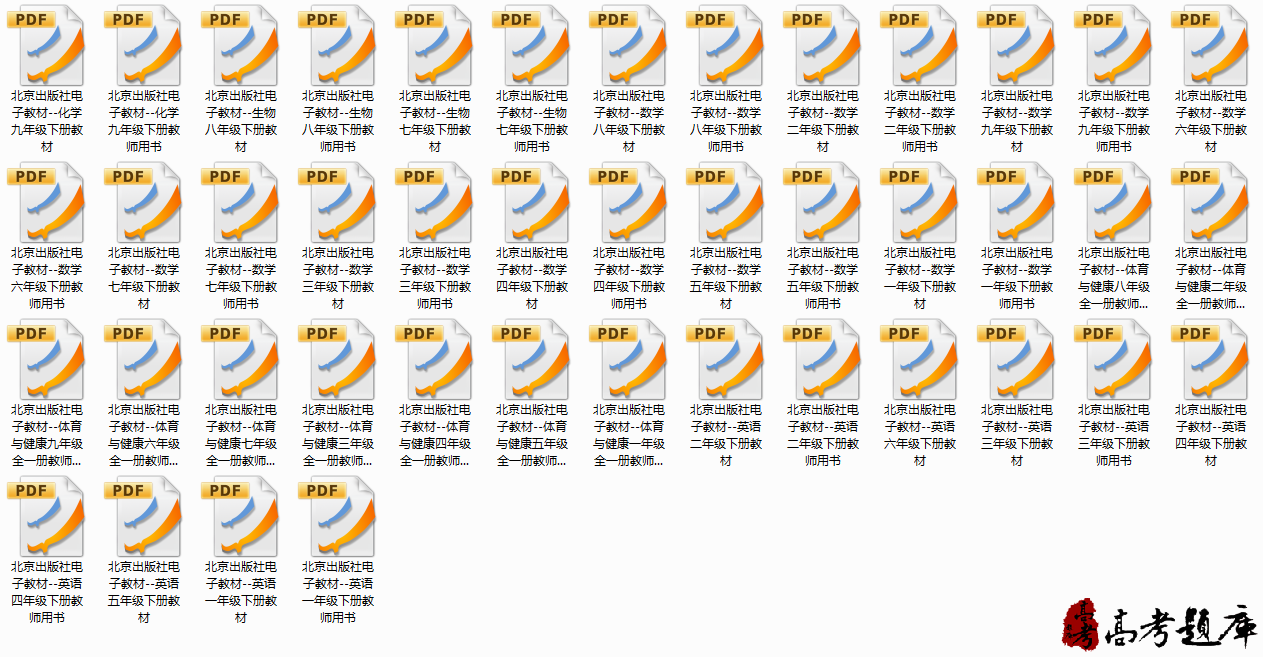 PDF PDF PDF PDF PDF PDF PDF PDF PDF PDF PDF PDF PDF
北京出版社电
子教材--化学
九年级下册教
材
北京出版社电
子教材--化学
九年级下册教
师用书
北京出版社电
子教材--生物
八年级下册教
材
北京出版社电
子教材--生物
八年级下册教
师用书
北京出版社电
子教材--生物
七年级下册教
材
北京出版社电
子教材--生物
七年级下册教
师用书
北京出版社电
子教材--数学
八年级下册教
材
北京出版社电
子教材--数学
八年级下册教
师用书
北京出版社电
子教材--数学
二年级下册教
材
北京出版社电
子教材--数学
二年级下册教
师用书
北京出版社电
子教材--数学
九年级下册教
材
北京出版社电
子教材--数学
九年级下册教
师用书
北京出版社电
子教材--数学
六年级下册教
材
PDF PDF PDF PDF PDF PDF PDF PDF PDF PDF PDF PDF PDF
北京出版社电
子教材--数学
六年级下册教
师用书
北京出版社电
子教材--数学
七年级下册教
材
北京出版社电
子教材--数学
七年级下册教
师用书
北京出版社电
子教材--数学
三年级下册教
材
北京出版社电
子教材--数学
三年级下册教
师用书
北京出版社电
子教材--数学
四年级下册教
材
北京出版社电
子教材--数学
四年级下册教
师用书
北京出版社电
子教材--数学
五年级下册教
材
北京出版社电
子教材--数学
五年级下册教
师用书
北京出版社电
子教材--数学
一年级下册教
材
北京出版社电
子教材--数学
一年级下册教
师用书
北京出版社电
子教材--体育
与健康八年级
全一册教师...
北京出版社电
子教材--体育
与健康二年级
全一册教师...
PDF PDF PDF PDF PDF PDF PDF PDF PDF PDF PDF PDF PDF
北京出版社电
子教材--体育
与健康九年级
全一册教师...
北京出版社电
子教材--体育
与健康六年级
全一册教师...
北京出版社电
子教材--体育
与健康七年级
全一册教师...
北京出版社电
子教材--体育
与健康三年级
全一册教师...
北京出版社电
子教材--体育
与健康四年级
全一册教师...
北京出版社电
子教材--体育
与健康五年级
全一册教师...
北京出版社电
子教材--体育
与健康一年级
全一册教师...
北京出版社电
子教材--英语
二年级下册教
材
北京出版社电
子教材--英语
二年级下册教
师用书
北京出版社电
子教材--英语
六年级下册教
材
北京出版社电
子教材--英语
三年级下册教
材
北京出版社电
子教材--英语
三年级下册教
师用书
北京出版社电
子教材--英语
四年级下册教
材
PDF PDF PDF PDF
北京出版社电
子教材--英语
四年级下册教
师用书
北京出版社电
子教材--英语
五年级下册教
材
北京出版社电
子教材--英语
一年级下册教
材
北京出版社电
子教材--英语
一年级下册教
师用书
高考
高考题库